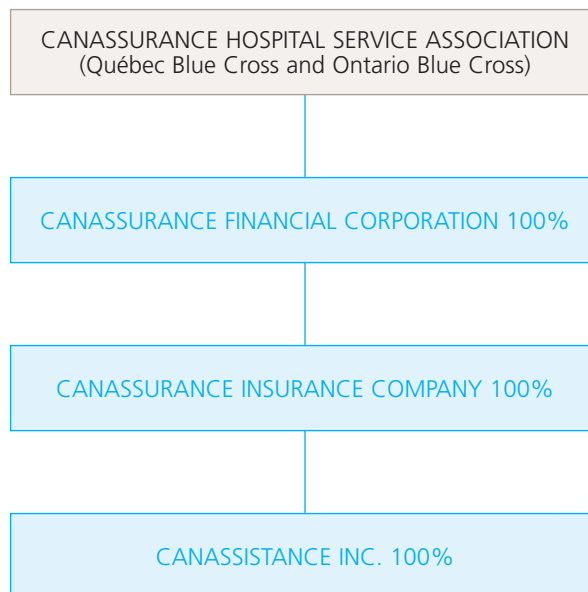 CANASSURANCE HOSPITAL SERVICE ASSOCIATION
(Québec Blue Cross and Ontario Blue Cross)
CANASSURANCE FINANCIAL CORPORATION 100%
CANASSURANCE INSURANCE COMPANY 100%
CANASSISTANCE INC. 100%